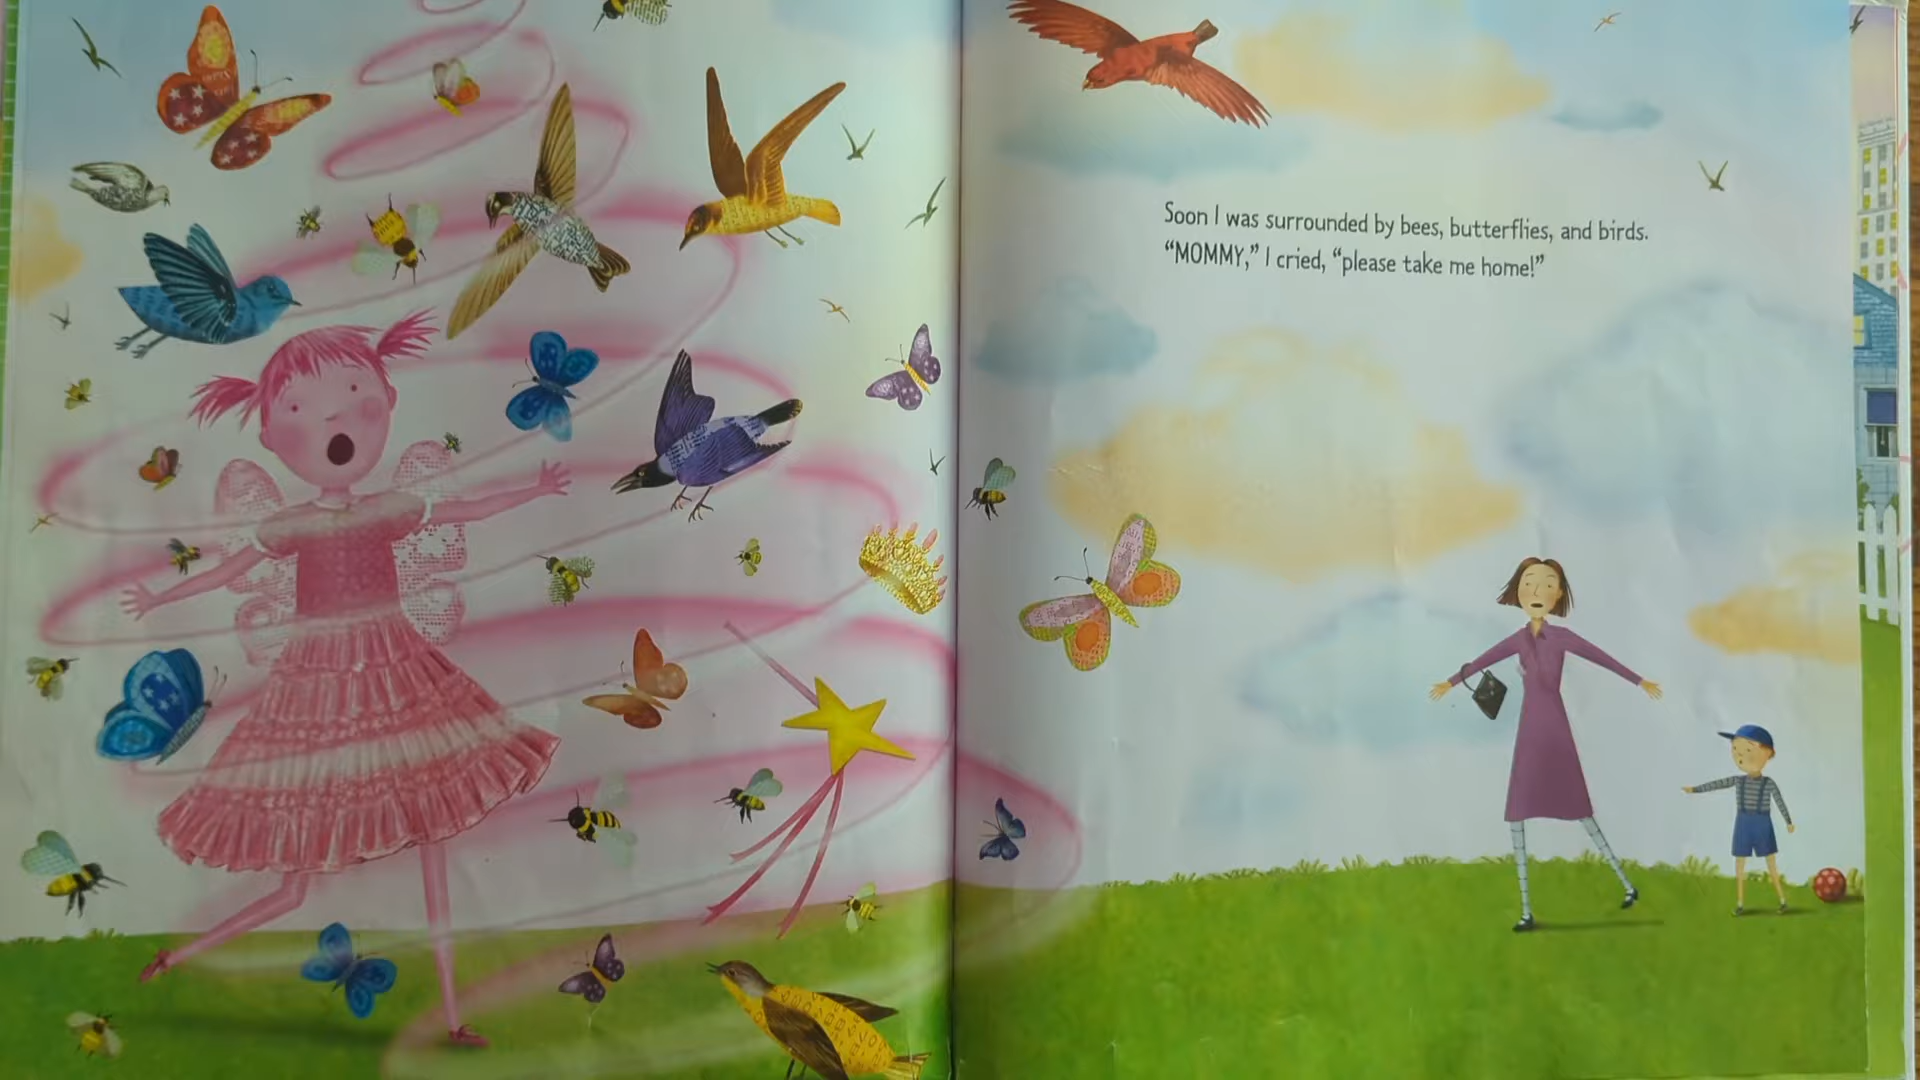 Soon I was surrounded by bees, butterflies, and birds.
“MOMMY,” I cried, “please take me home!”